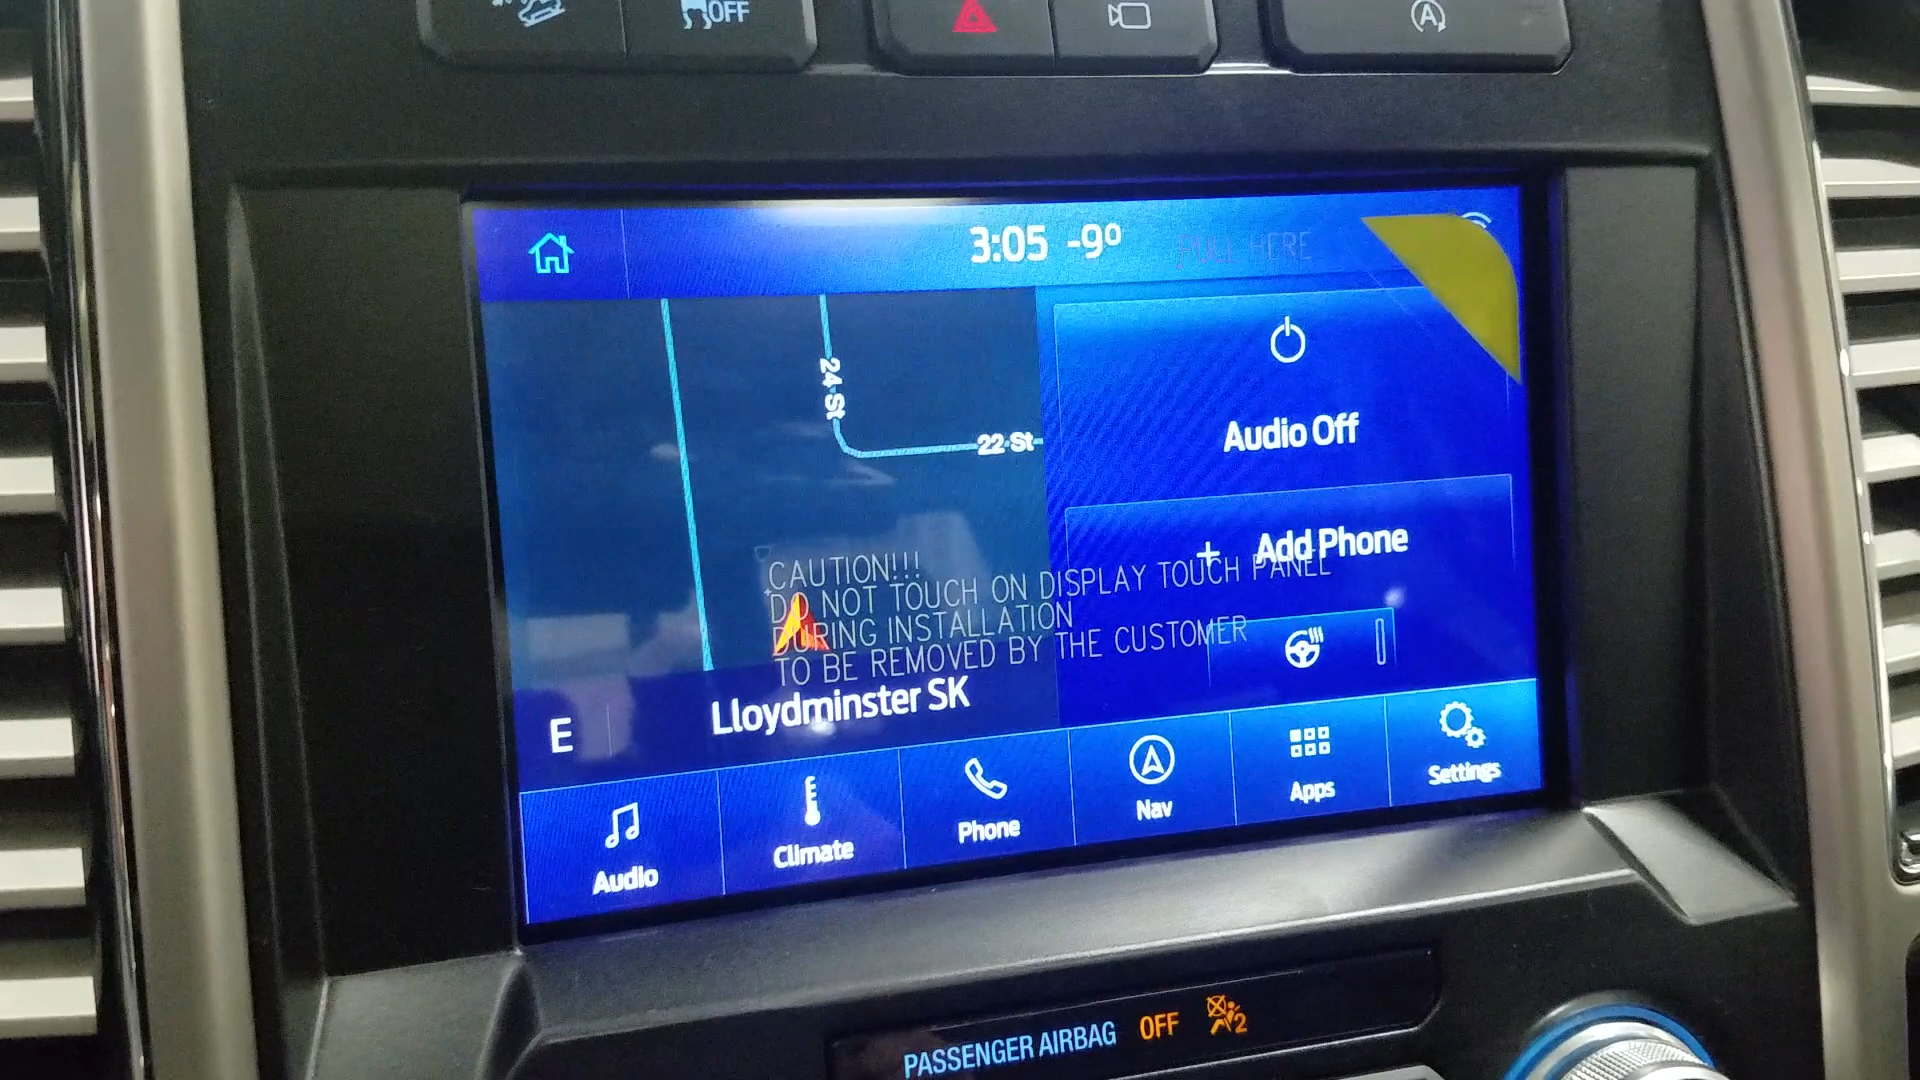 OFF
A
3:05 -9°
PULL HERE
24 St
22 St
Audio Off
+ Add Phone
CAUTION!!!
DO NOT TOUCH ON DISPLAY TOUCH PANEL
DURING INSTALLATION
TO BE REMOVED BY THE CUSTOMER
E
Lloydminster SK
Audio
Climate
Phone
Nav
Apps
Settings
PASSENGER AIRBAG OFF 2